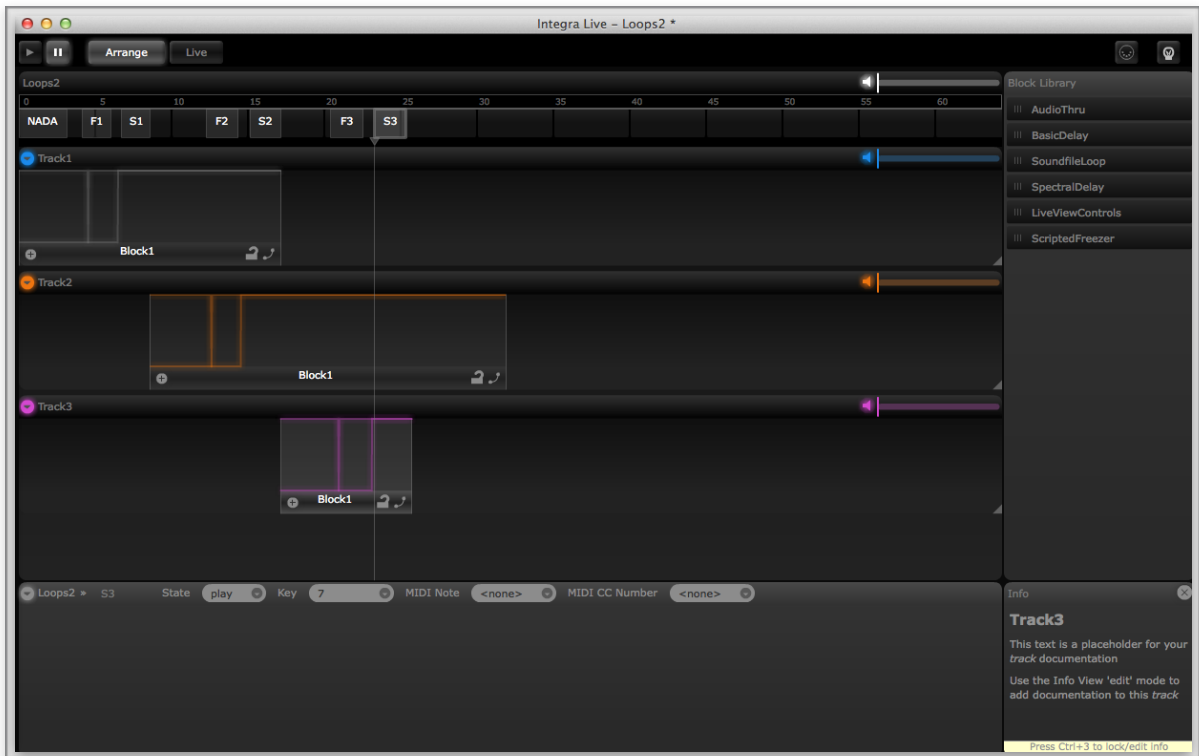 Integra Live – Loops2 *
Arrange Live
Loops2
0 5 10 15 20 25 30 35 40 45 50 55 60
NADA F1 S1 F2 S2 F3 S3
Track1
Block1
Track2
Block1
Track3
Block1
Block Library
AudioThru
BasicDelay
SoundfileLoop
SpectralDelay
LiveViewControls
ScriptedFreezer
Loops2 » S3 State play Key 7 MIDI Note <none> MIDI CC Number <none>
Info
Track3
This text is a placeholder for your
track documentation
Use the Info View 'edit' mode to
add documentation to this track
Press Ctrl+3 to lock/edit info